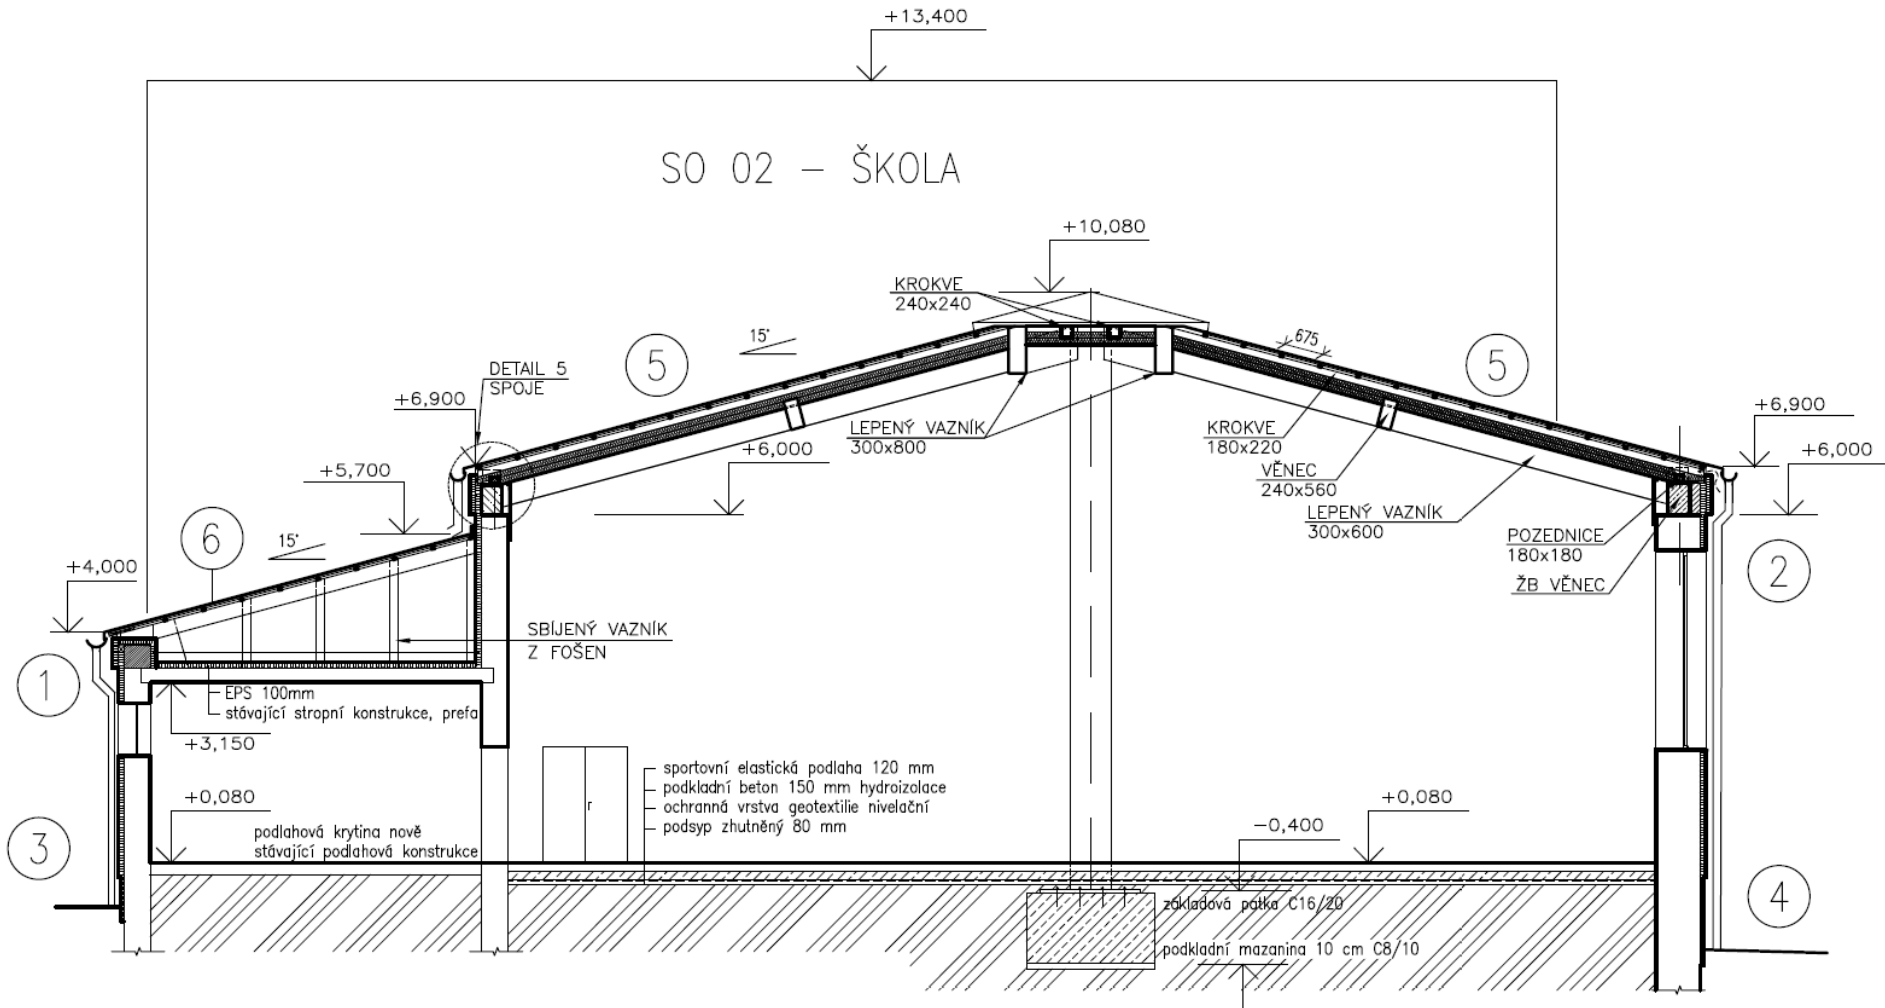 +13,400
SO 02 – ŠKOLA
+10,080
KROKVE
240x240
15°
5
675
5
DETAIL 5
SPOJE
+6,900
+6,900
LEPENÝ VAZNÍK
300x800
KROKVE
180x220
+6,000
+6,000
+5,700
VĚNEC
240x560
LEPENÝ VAZNÍK
300x600
POZEDNICE
180x180
ŽB VĚNEC
6
15°
2
+4,000
SBÍJENÝ VAZNÍK
Z FOŠEN
1
EPS 100mm
stávající stropní konstrukce, prefa
+3,150
sportovní elastická podlaha 120 mm
podkladní beton 150 mm hydroizolace
ochranná vrstva geotextilie nivelační
podsyp zhutněný 80 mm
r
+0,080
+0,080
-0,400
podlahová krytina nově
stávající podlahová konstrukce
3
4
základová patka C16/20
podkladní mazanina 10 cm C8/10